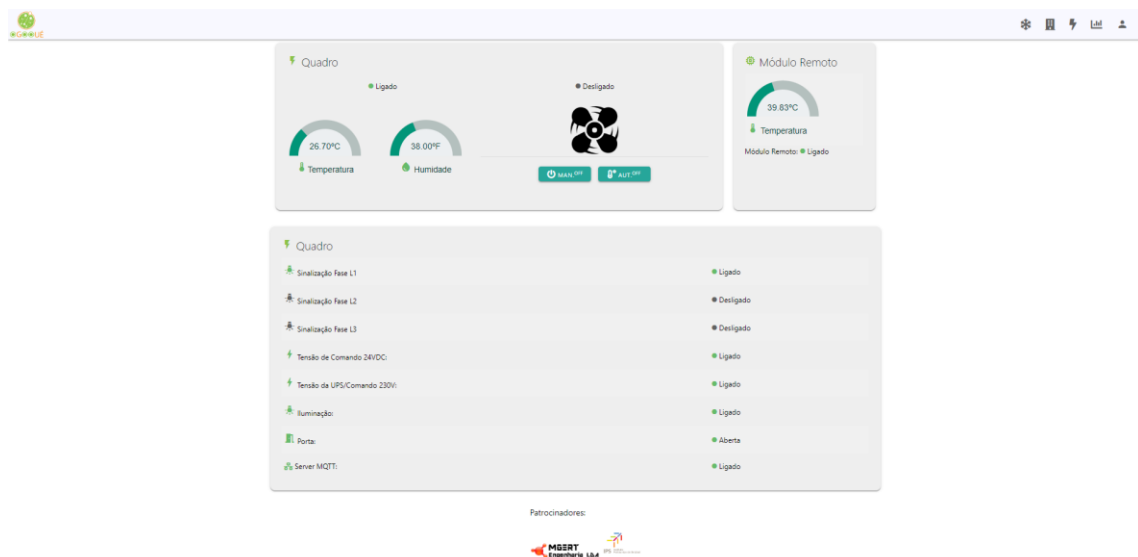 OGOOUÉ
Quadro
Ligado
Desligado
26.70ºC
38.00ºF
Temperatura
Humidade
MAN.OFF
AUT.OFF
Módulo Remoto
39.83ºC
Temperatura
Módulo Remoto: Ligado
Quadro
Sinalização Fase L1 Ligado
Sinalização Fase L2 Desligado
Sinalização Fase L3 Desligado
Tensão de Comando 24VDC: Ligado
Tensão da UPS/Comando 230V: Ligado
Iluminação: Ligado
Porta: Aberta
Server MQTT: Ligado
Patrocinadores:
MGERT
Engenharia, Lda